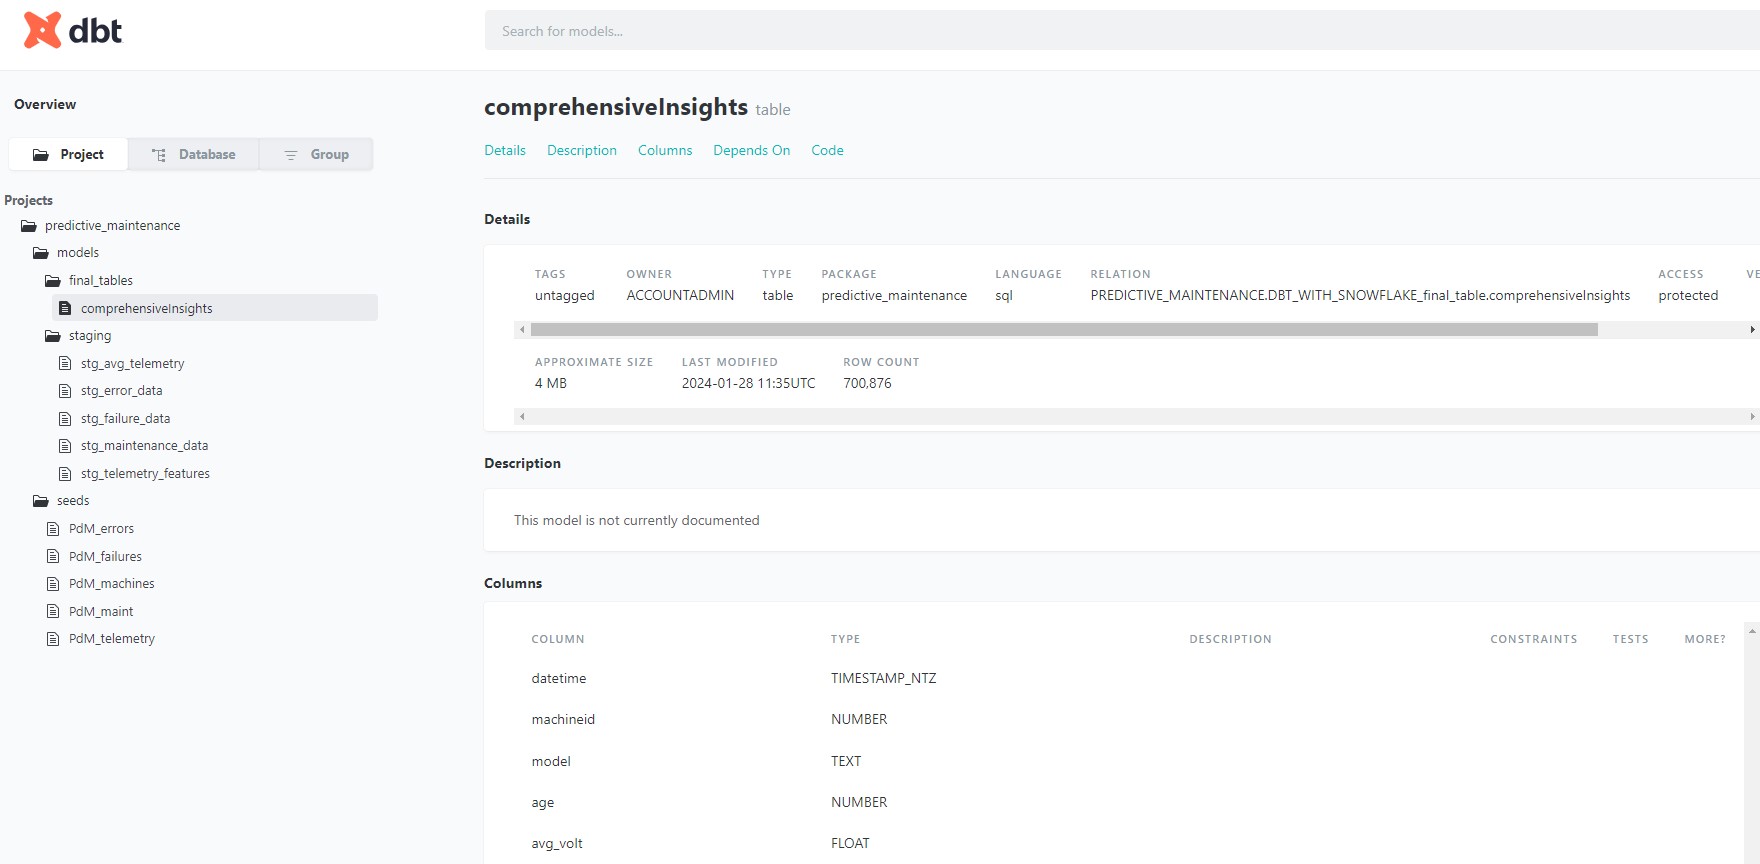 dbt
Search for models...
Overview
Project Database Group
Projects
predictive_maintenance
models
final_tables
comprehensiveInsights
staging
stg_avg_telemetry
stg_error_data
stg_failure_data
stg_maintenance_data
stg_telemetry_features
seeds
PdM_errors
PdM_failures
PdM_machines
PdM_maint
PdM_telemetry
comprehensiveInsights table
Details Description Columns Depends On Code
Details
TAGS OWNER TYPE PACKAGE LANGUAGE RELATION ACCESS VE
untagged ACCOUNTADMIN table predictive_maintenance sql PREDICTIVE_MAINTENANCE.DBT_WITH_SNOWFLAKE_final_table.comprehensiveInsights protected
APPROXIMATE SIZE LAST MODIFIED ROW COUNT
4 MB 2024-01-28 11:35UTC 700,876
Description
This model is not currently documented
Columns
COLUMN TYPE DESCRIPTION CONSTRAINTS TESTS MORE?
datetime TIMESTAMP_NTZ
machineid NUMBER
model TEXT
age NUMBER
avg_volt FLOAT